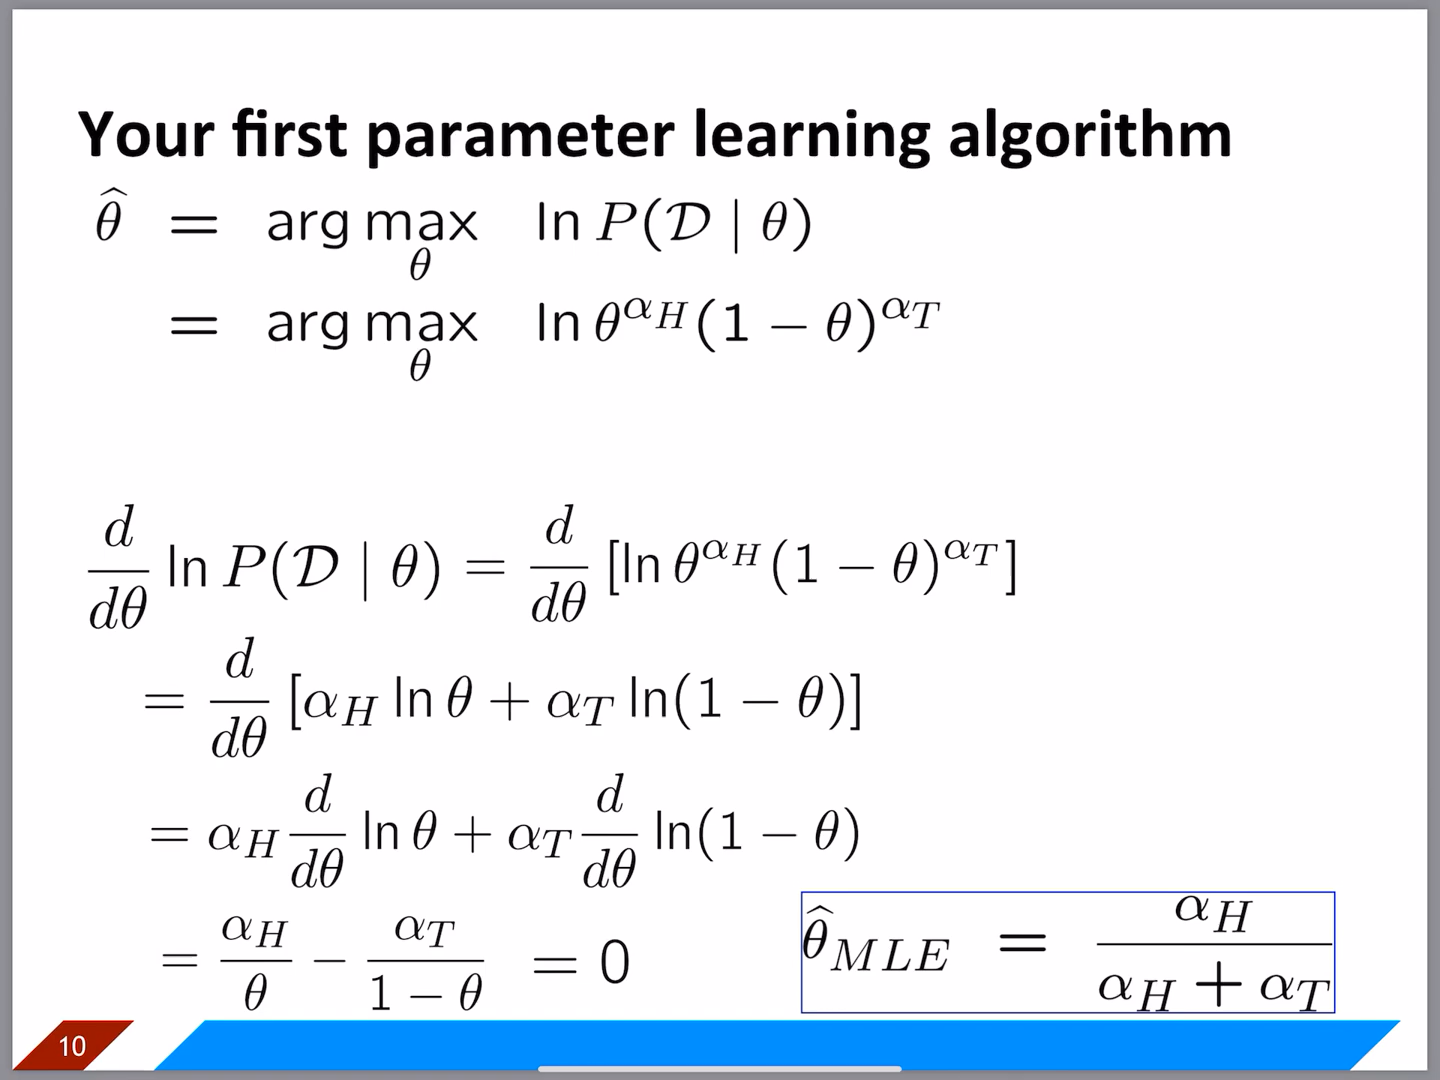 Your first parameter learning algorithm
θ̂ = arg max_θ ln P(𝒟 | θ)
= arg max_θ ln θ^{α_H}(1 − θ)^{α_T}
d/dθ ln P(𝒟 | θ) = d/dθ [ln θ^{α_H}(1 − θ)^{α_T}]
= d/dθ [α_H ln θ + α_T ln(1 − θ)]
= α_H d/dθ ln θ + α_T d/dθ ln(1 − θ)
= α_H/θ − α_T/(1 − θ) = 0
θ̂_{MLE} = α_H/(α_H + α_T)
10